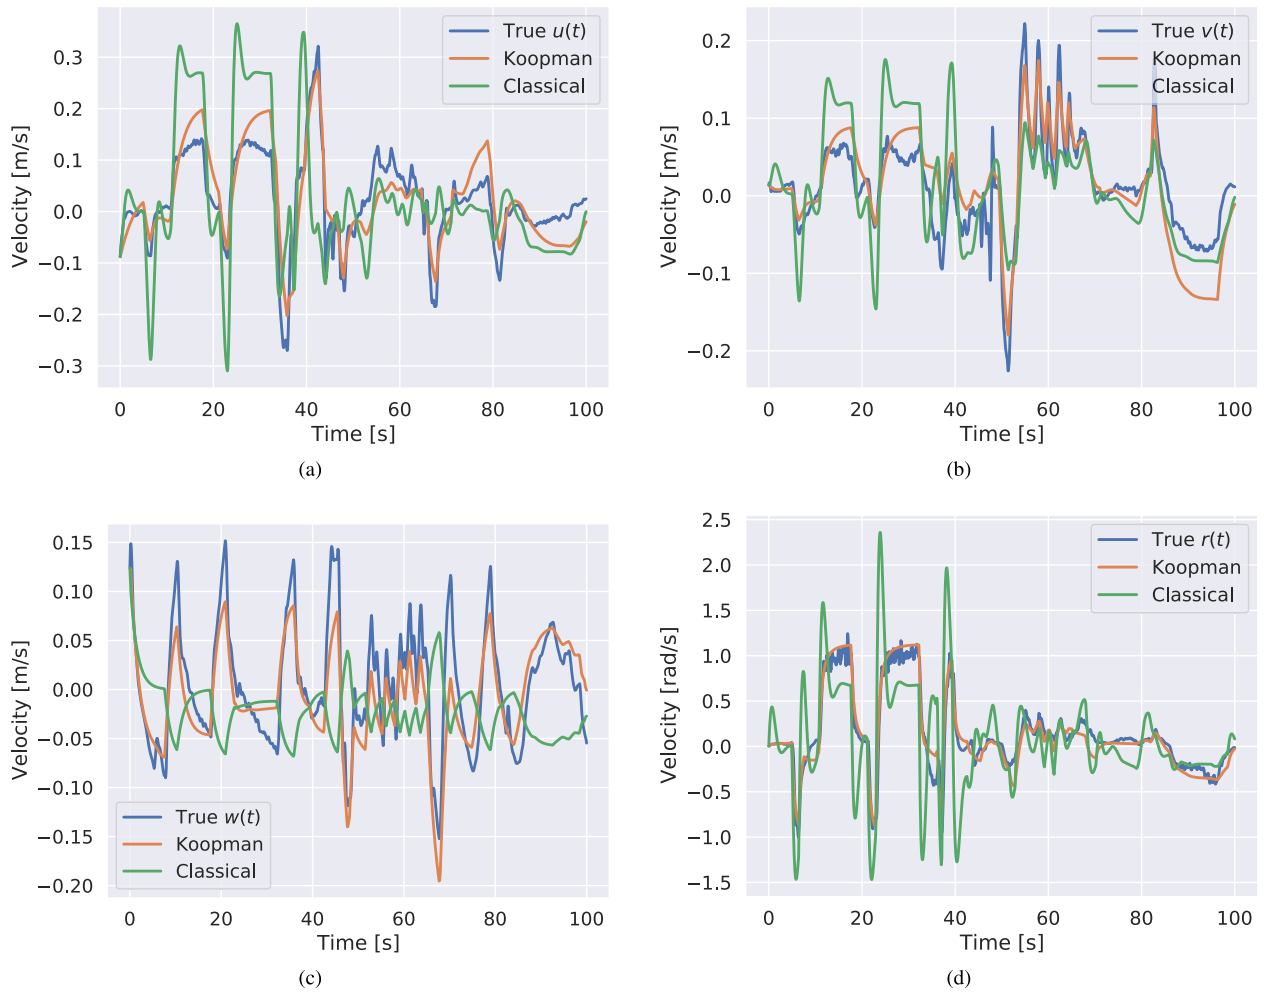 True u(t)
Koopman
Classical
0.3
0.2
0.1
0.0
−0.1
−0.2
−0.3
Velocity [m/s]
0 20 40 60 80 100
Time [s]
(a)
True v(t)
Koopman
Classical
0.2
0.1
0.0
−0.1
−0.2
Velocity [m/s]
0 20 40 60 80 100
Time [s]
(b)
0.15
0.10
0.05
0.00
−0.05
−0.10
−0.15
−0.20
Velocity [m/s]
True w(t)
Koopman
Classical
0 20 40 60 80 100
Time [s]
(c)
True r(t)
Koopman
Classical
2.5
2.0
1.5
1.0
0.5
0.0
−0.5
−1.0
−1.5
Velocity [rad/s]
0 20 40 60 80 100
Time [s]
(d)